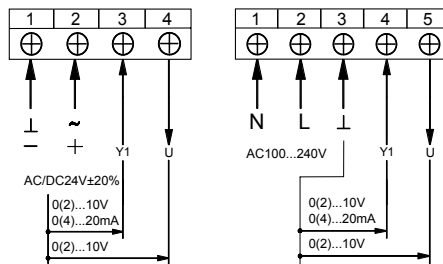 1 2 3 4
⊥ ~
− +
Y1 U
AC/DC24V±20%
0(2)...10V
0(4)...20mA
0(2)...10V
1 2 3 4 5
N L ⊥
Y1 U
AC100...240V
0(2)...10V
0(4)...20mA
0(2)...10V